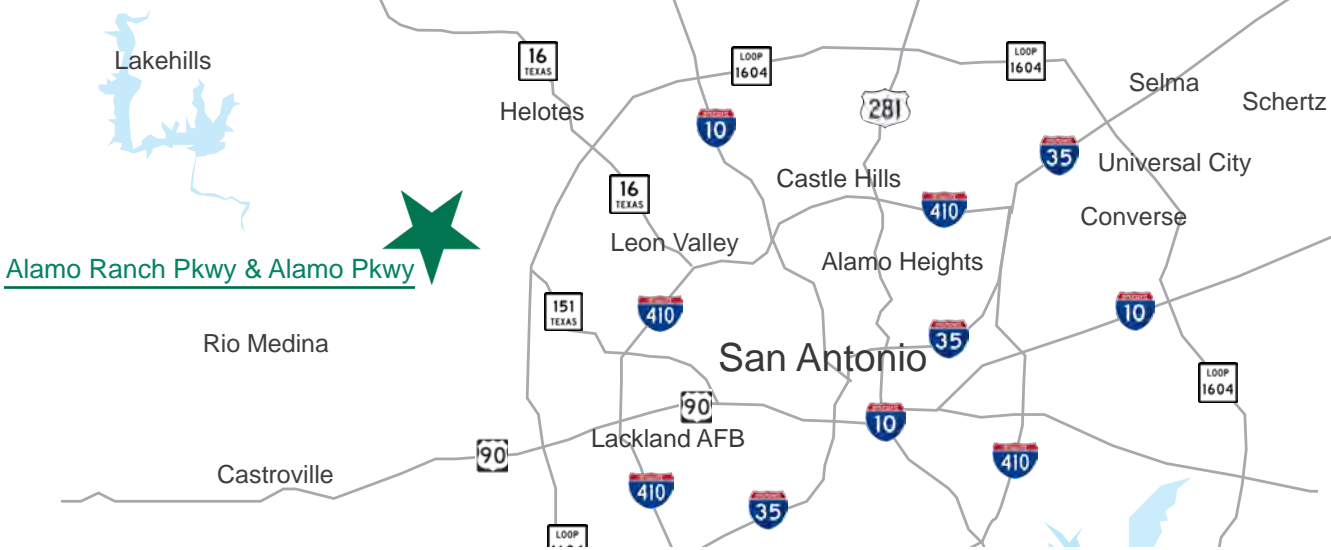 Lakehills
16
TEXAS
LOOP
1604
LOOP
1604
Selma
Schertz
Helotes
10
281
35
Universal City
16
TEXAS
Castle Hills
410
Converse
Leon Valley
Alamo Heights
Alamo Ranch Pkwy & Alamo Pkwy
151
TEXAS
410
10
Rio Medina
35
San Antonio
LOOP
1604
90
10
Lackland AFB
90
410
Castroville
410
35
LOOP